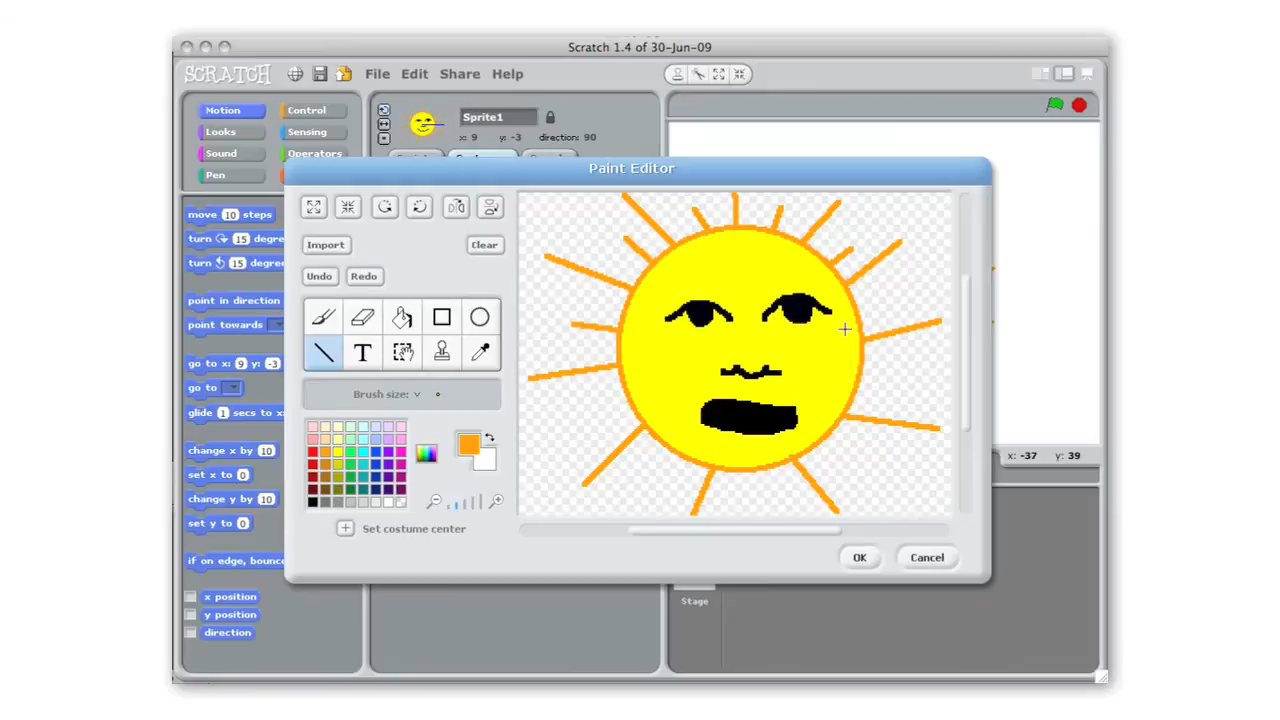 Scratch 1.4 of 30-Jun-09
SCRATCH File Edit Share Help
Motion Control
Looks Sensing
Sound Operators
Pen
Sprite1
x: 9 y: -3 direction: 90
Paint Editor
move 10 steps
turn 15 degre
turn 15 degre
point in direction
point towards
go to x: 9 y: -3
go to
glide 1 secs to x:
change x by 10
set x to 0
change y by 10
set y to 0
if on edge, bounc
x position
y position
direction
Import Clear
Undo Redo
T
Brush size:
Set costume center
OK Cancel
x: -37 y: 39
Stage